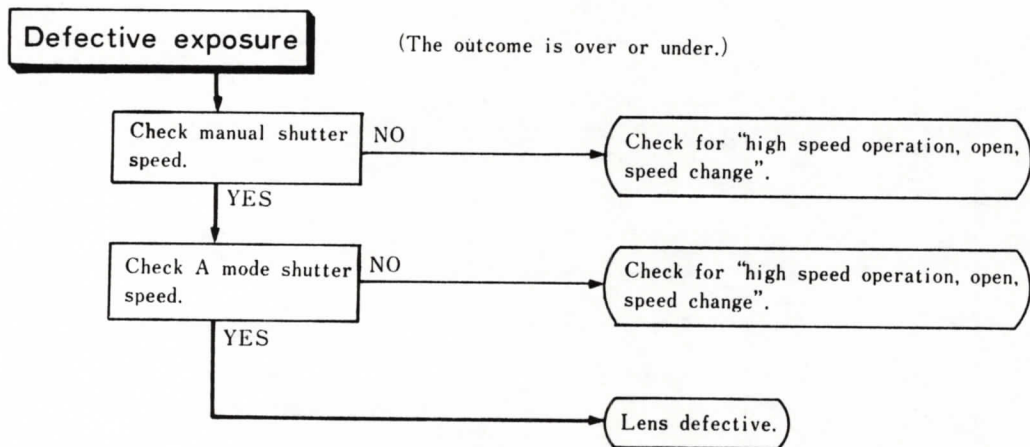 Defective exposure
(The outcome is over or under.)
Check manual shutter
speed.
NO
Check for “high speed operation, open,
speed change”.
YES
Check A mode shutter
speed.
NO
Check for “high speed operation, open,
speed change”.
YES
Lens defective.